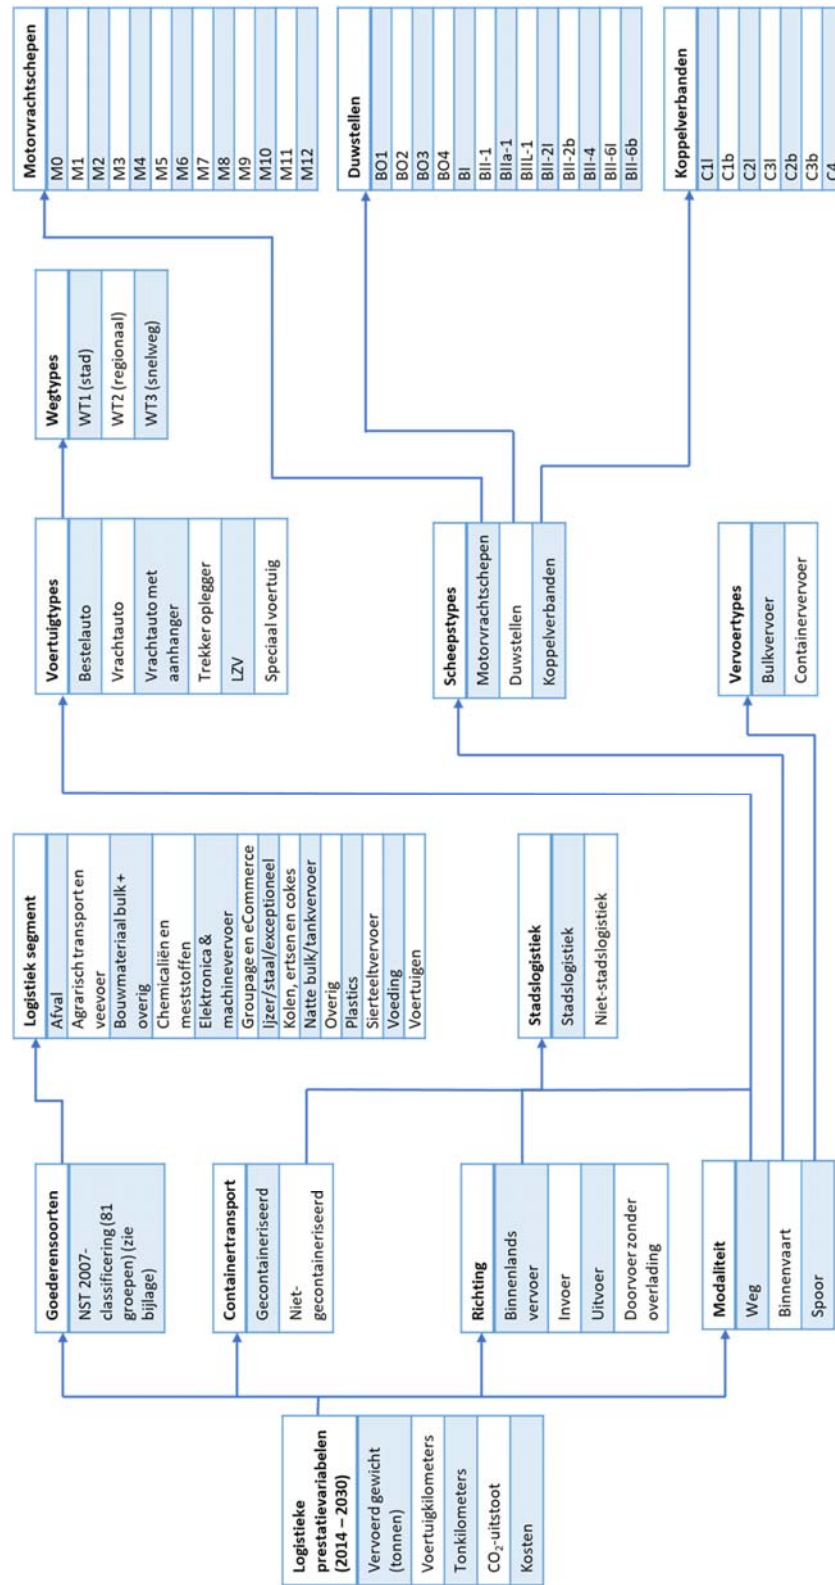 Logistieke
prestatievariabelen
(2014 – 2030)
Vervoerd gewicht
(tonnen)
Voertuigkilometers
Tonkilometers
CO₂-uitstoot
Kosten
Goederensoorten
NST 2007-
classificering (81
groepen) (zie
bijlage)
Containertransport
Gecontaineriseerd
Niet-
gecontaineriseerd
Richting
Binnenlands
vervoer
Invoer
Uitvoer
Doorvoer zonder
overlading
Modaliteit
Weg
Binnenvaart
Spoor
Logistiek segment
Afval
Agrarisch transport en
veevoer
Bouwmateriaal bulk +
overig
Chemicaliën en
meststoffen
Elektronica &
machinevervoer
Groupage en eCommerce
Ijzer/staal/exceptioneel
Kolen, ertsen en cokes
Natte bulk/tankvervoer
Overig
Plastics
Sierteeltvervoer
Voeding
Voertuigen
Stadslogistiek
Stadslogistiek
Niet-stadslogistiek
Voertuigtypes
Bestelauto
Vrachtauto
Vrachtauto met
aanhanger
Trekker oplegger
LZV
Speciaal voertuig
Scheepstypes
Motorvrachtschepen
Duwstellen
Koppelverbanden
Vervoertypes
Bulkvervoer
Containervervoer
Wegtypes
WT1 (stad)
WT2 (regionaal)
WT3 (snelweg)
Motorvrachtschepen
M0
M1
M2
M3
M4
M5
M6
M7
M8
M9
M10
M11
M12
Duwstellen
BO1
BO2
BO3
BO4
BI
BII-1
BIIa-1
BIIL-1
BII-2l
BII-2b
BII-4
BII-6l
BII-6b
Koppelverbanden
C1l
C1b
C2l
C3l
C2b
C3b
C4